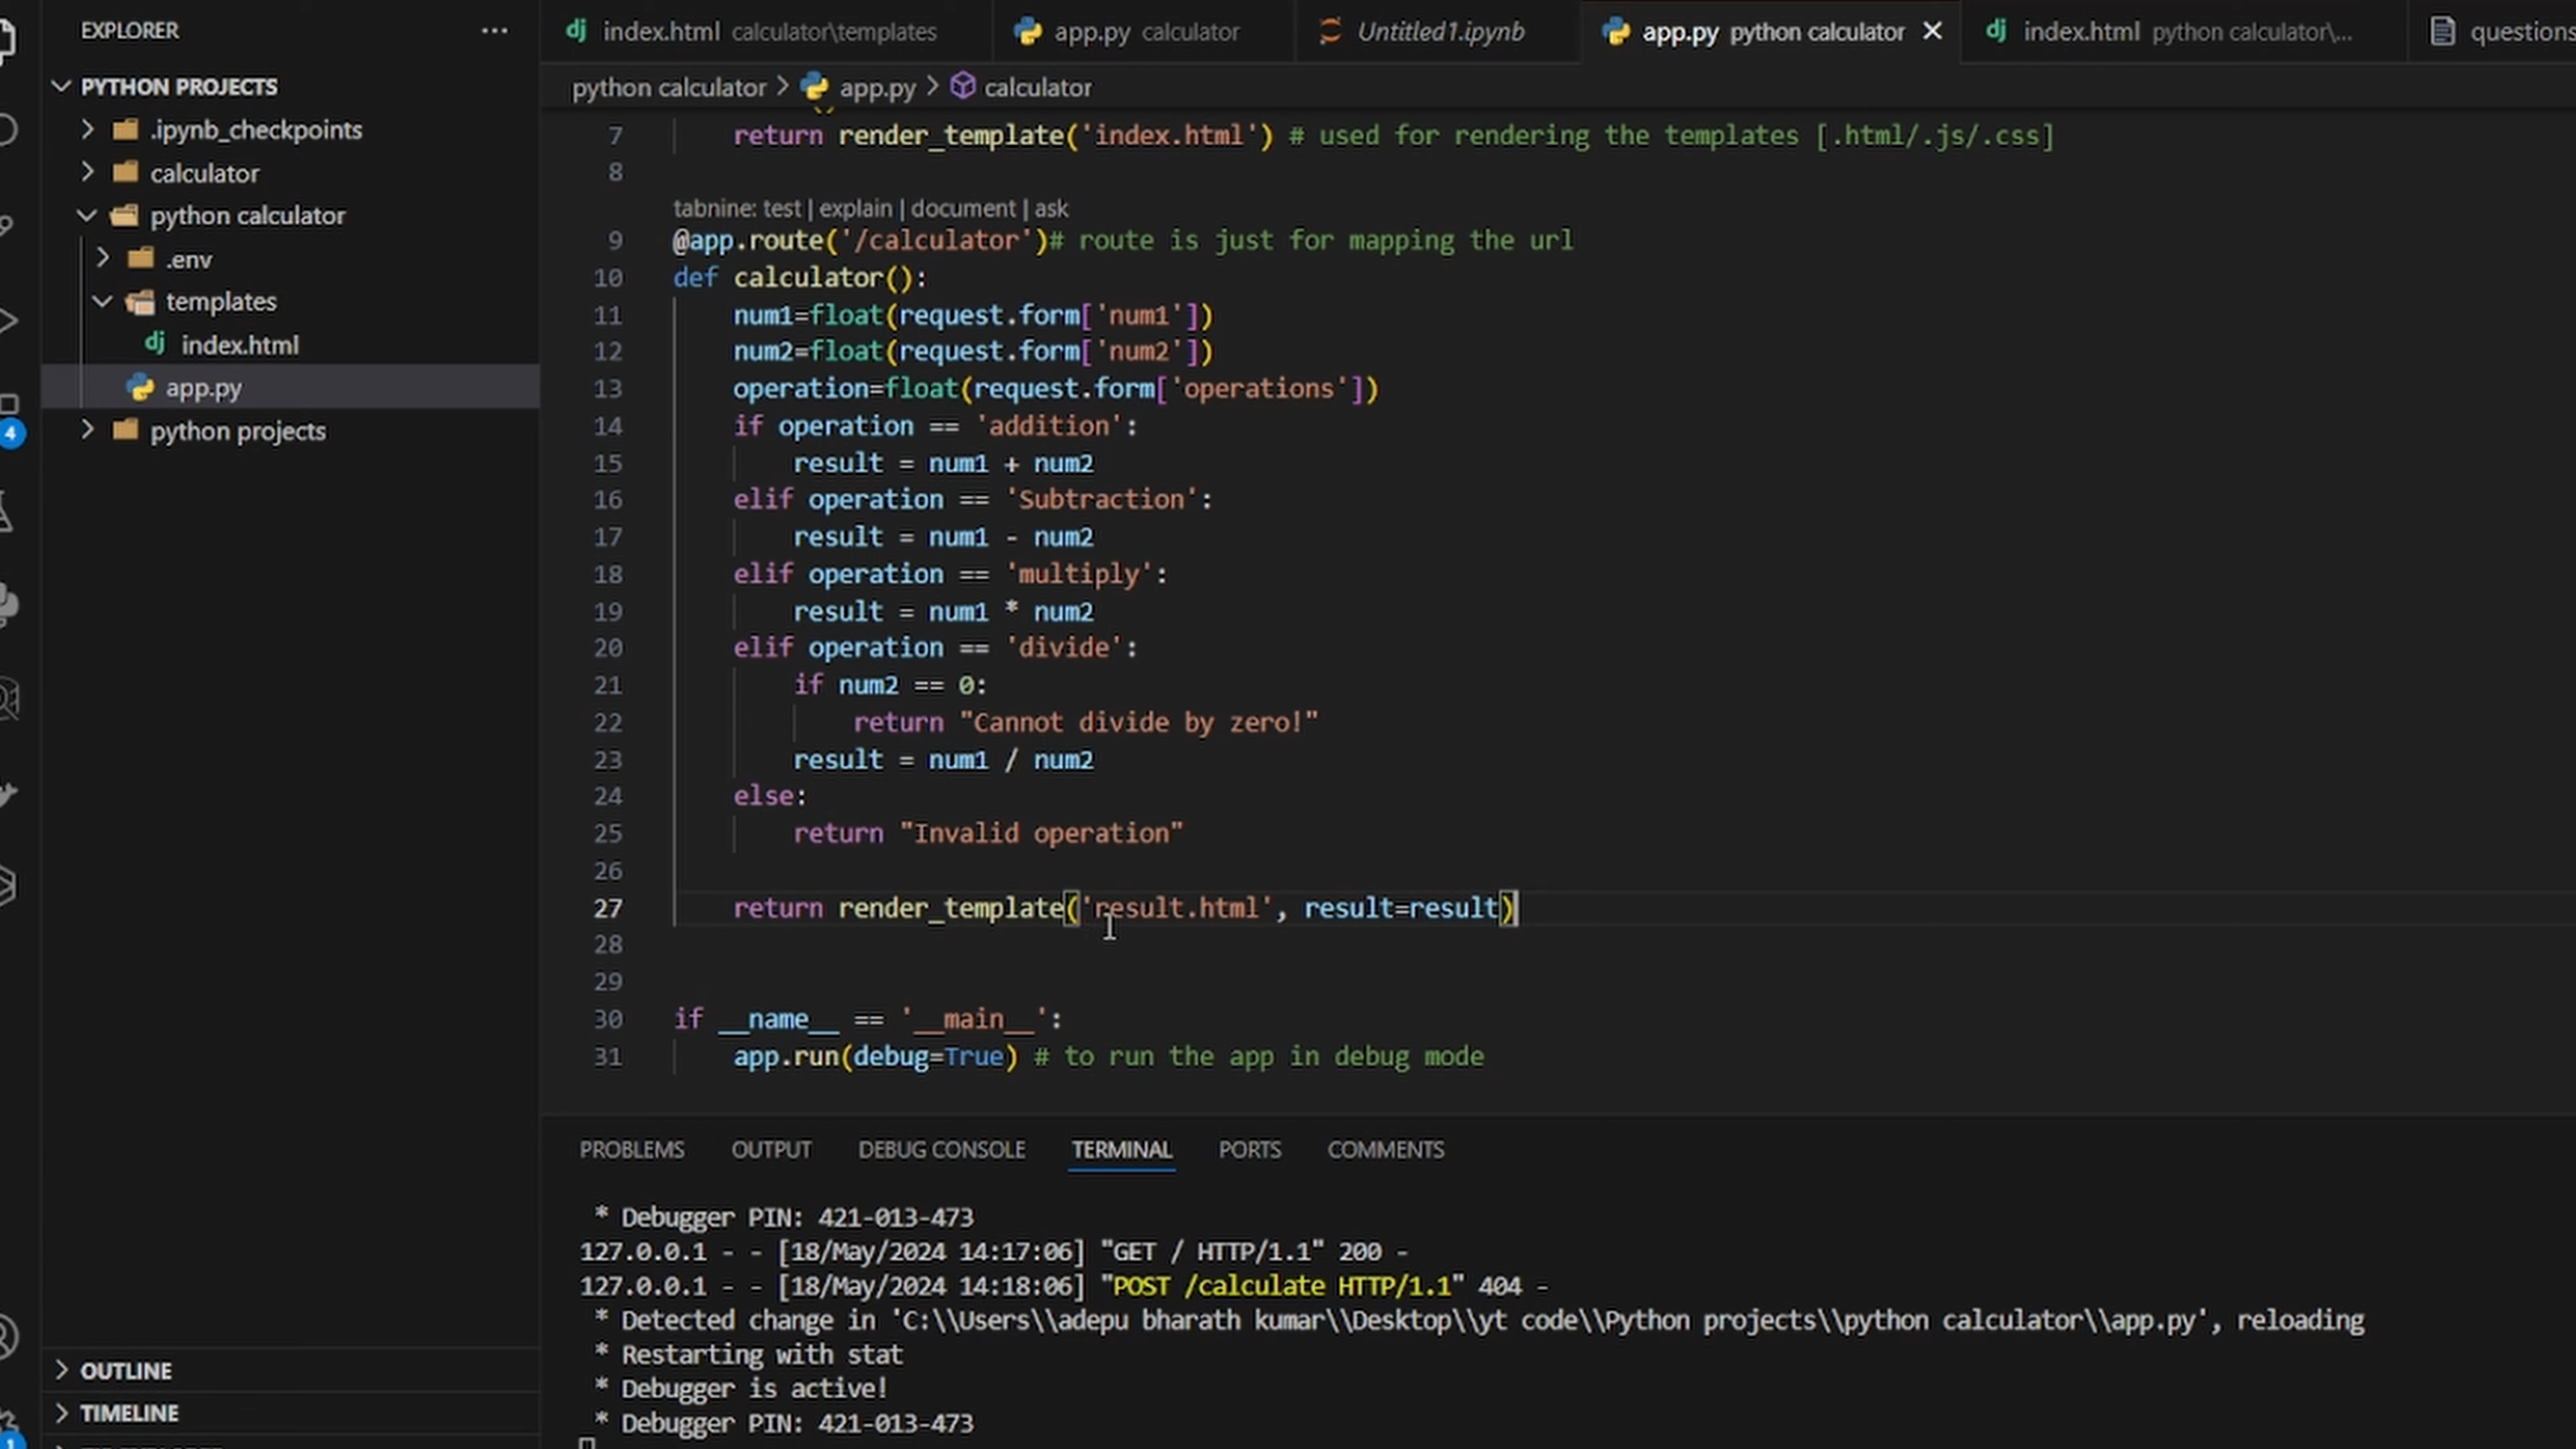 EXPLORER
PYTHON PROJECTS
.ipynb_checkpoints
calculator
python calculator
.env
templates
index.html
app.py
python projects
OUTLINE
TIMELINE
4
1
index.html calculator\templates
app.py calculator
Untitled1.ipynb
app.py python calculator
index.html python calculator\...
questions
python calculator > app.py > calculator
7 return render_template('index.html') # used for rendering the templates [.html/.js/.css]
8
tabnine: test | explain | document | ask
9 @app.route('/calculator')# route is just for mapping the url
10 def calculator():
11 num1=float(request.form['num1'])
12 num2=float(request.form['num2'])
13 operation=float(request.form['operations'])
14 if operation == 'addition':
15 result = num1 + num2
16 elif operation == 'Subtraction':
17 result = num1 - num2
18 elif operation == 'multiply':
19 result = num1 * num2
20 elif operation == 'divide':
21 if num2 == 0:
22 return "Cannot divide by zero!"
23 result = num1 / num2
24 else:
25 return "Invalid operation"
26
27 return render_template('result.html', result=result)
28
29
30 if __name__ == '__main__':
31 app.run(debug=True) # to run the app in debug mode
PROBLEMS OUTPUT DEBUG CONSOLE TERMINAL PORTS COMMENTS
* Debugger PIN: 421-013-473
127.0.0.1 - - [18/May/2024 14:17:06] "GET / HTTP/1.1" 200 -
127.0.0.1 - - [18/May/2024 14:18:06] "POST /calculate HTTP/1.1" 404 -
* Detected change in 'C:\\Users\\adepu bharath kumar\\Desktop\\yt code\\Python projects\\python calculator\\app.py', reloading
* Restarting with stat
* Debugger is active!
* Debugger PIN: 421-013-473